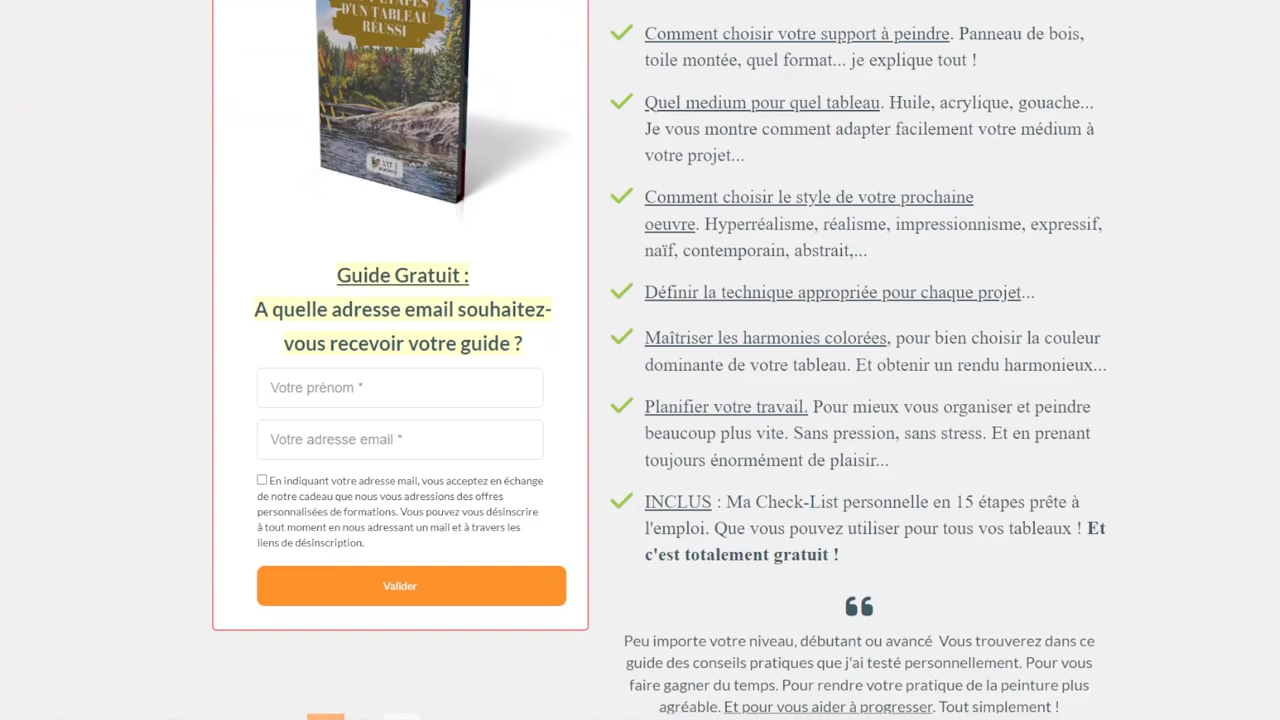 D'UN TABLEAU
RÉUSSI
ART
Guide Gratuit :
A quelle adresse email souhaitez-
vous recevoir votre guide ?
Votre prénom *
Votre adresse email *
En indiquant votre adresse mail, vous acceptez en échange
de notre cadeau que nous vous adressions des offres
personnalisées de formations. Vous pouvez vous désinscrire
à tout moment en nous adressant un mail et à travers les
liens de désinscription.
Valider
Comment choisir votre support à peindre. Panneau de bois,
toile montée, quel format... je explique tout !
Quel medium pour quel tableau. Huile, acrylique, gouache...
Je vous montre comment adapter facilement votre médium à
votre projet...
Comment choisir le style de votre prochaine
oeuvre. Hyperréalisme, réalisme, impressionnisme, expressif,
naïf, contemporain, abstrait,...
Définir la technique appropriée pour chaque projet...
Maîtriser les harmonies colorées, pour bien choisir la couleur
dominante de votre tableau. Et obtenir un rendu harmonieux...
Planifier votre travail. Pour mieux vous organiser et peindre
beaucoup plus vite. Sans pression, sans stress. Et en prenant
toujours énormément de plaisir...
INCLUS : Ma Check-List personnelle en 15 étapes prête à
l'emploi. Que vous pouvez utiliser pour tous vos tableaux ! Et
c'est totalement gratuit !
Peu importe votre niveau, débutant ou avancé Vous trouverez dans ce
guide des conseils pratiques que j'ai testé personnellement. Pour vous
faire gagner du temps. Pour rendre votre pratique de la peinture plus
agréable. Et pour vous aider à progresser. Tout simplement !